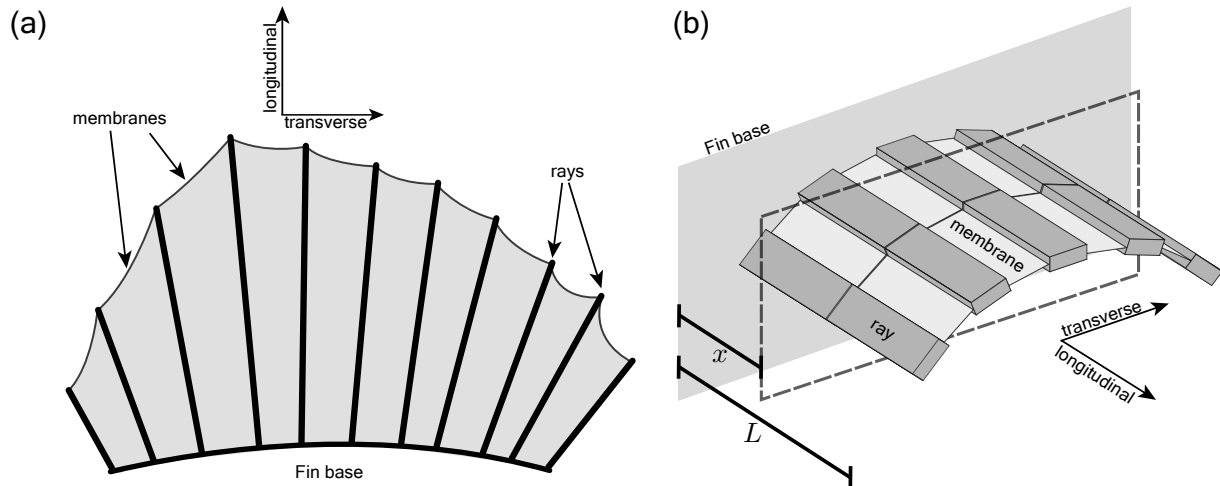 (a)
longitudinal
transverse
membranes
rays
Fin base
(b)
Fin base
membrane
ray
transverse
longitudinal
x
L